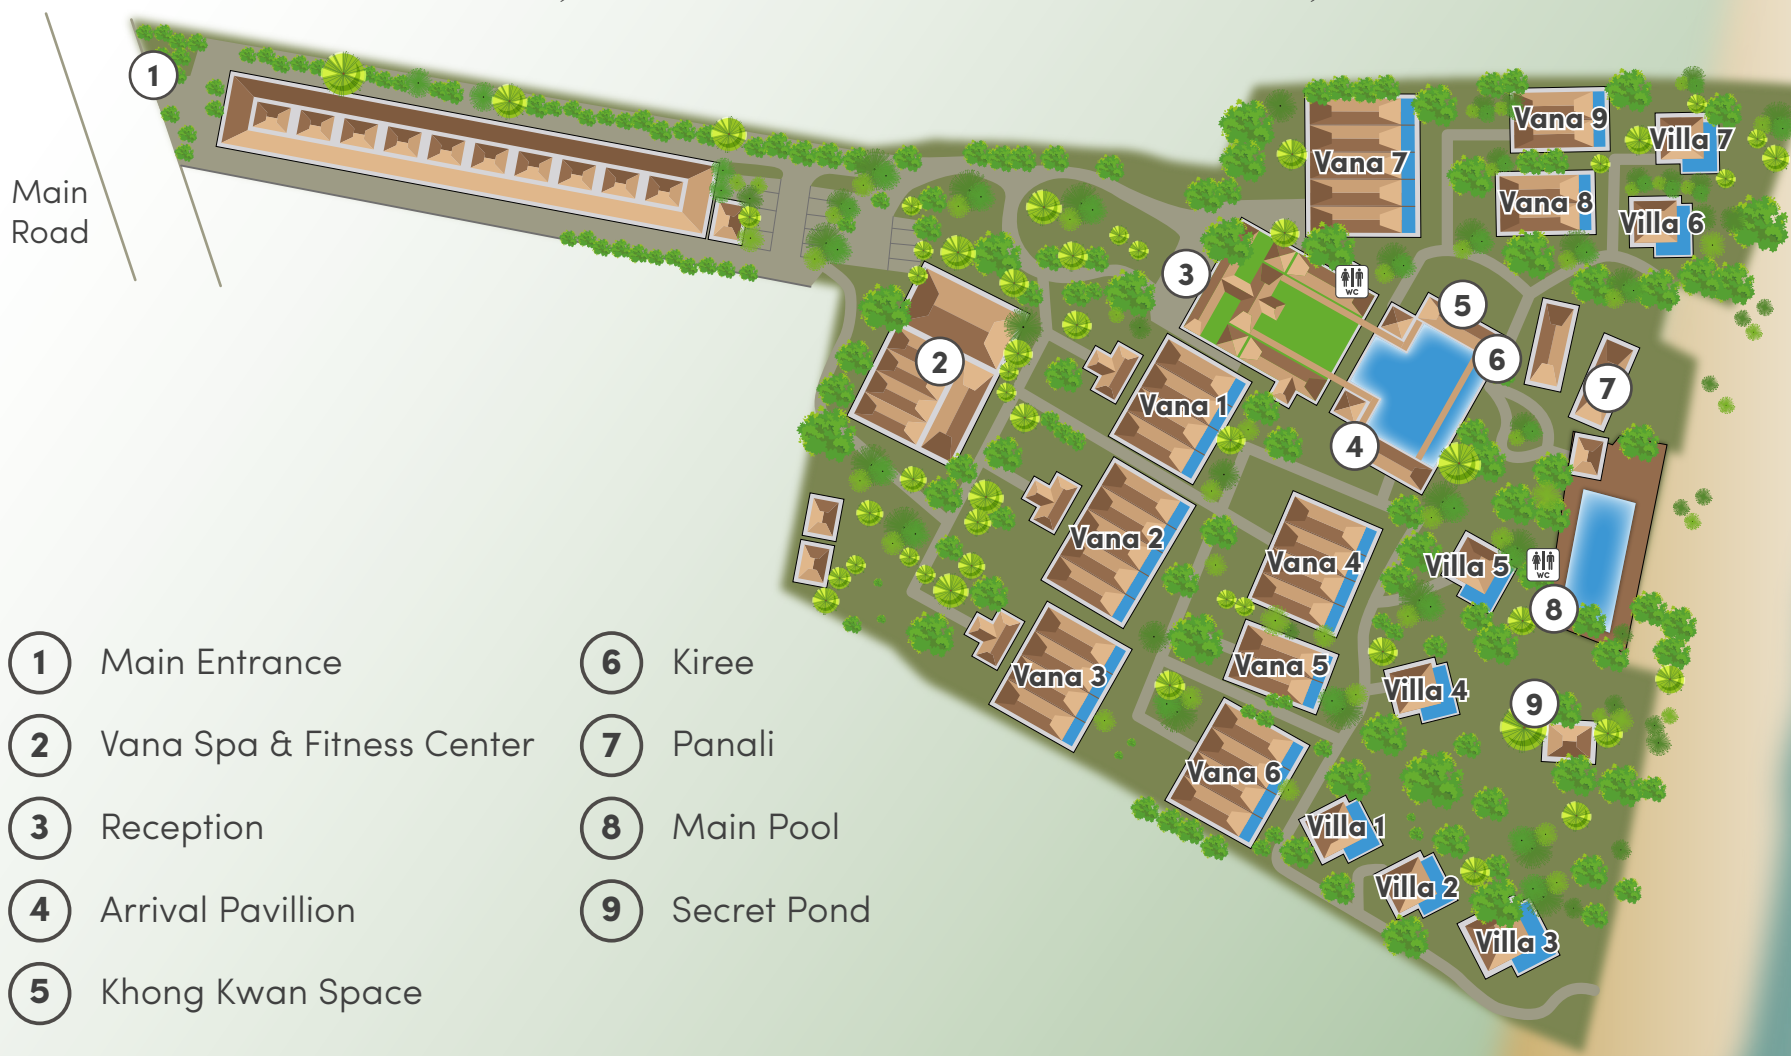 1
Main
Road
Vana 9
Villa 7
Vana 7
Vana 8
Villa 6
3
WC
5
6
2
7
Vana 1
4
Vana 2
Vana 4
Villa 5
WC
8
Vana 3
Vana 5
Villa 4
9
Vana 6
Villa 1
Villa 2
Villa 3
1 Main Entrance
2 Vana Spa & Fitness Center
3 Reception
4 Arrival Pavillion
5 Khong Kwan Space
6 Kiree
7 Panali
8 Main Pool
9 Secret Pond